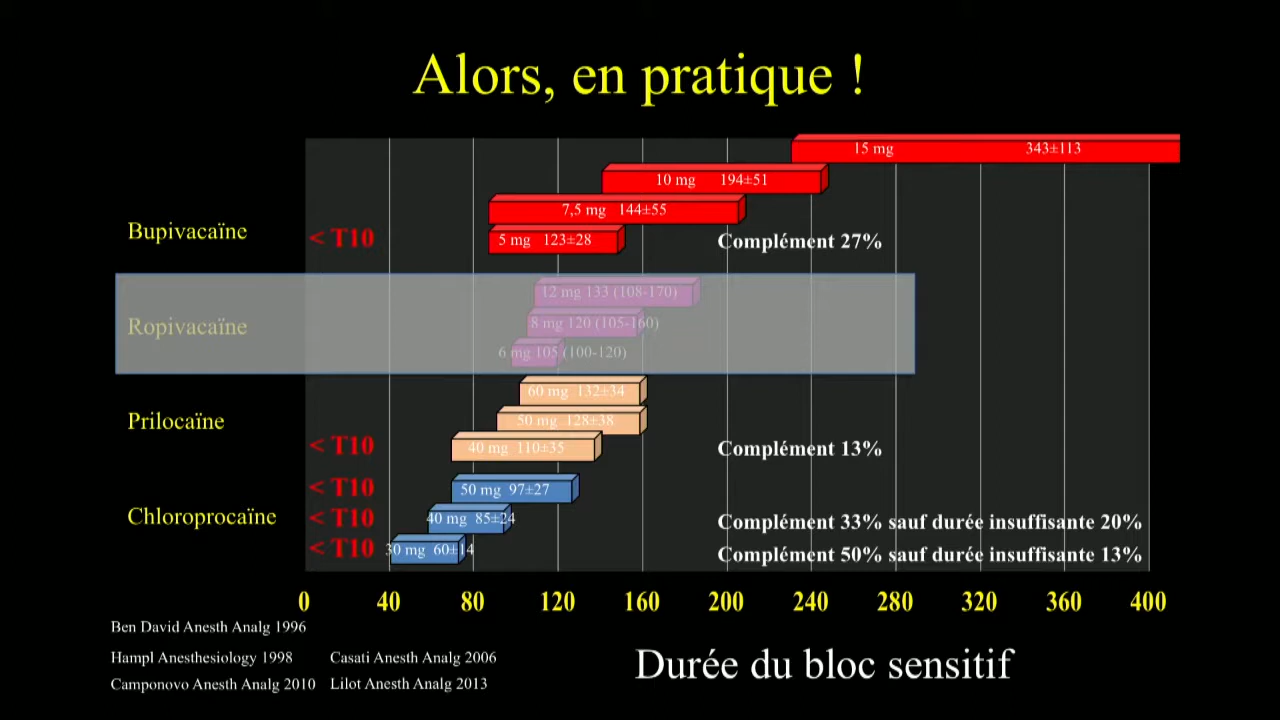 Alors, en pratique !
15 mg 343±113
10 mg 194±51
7,5 mg 144±55
Bupivacaïne
< T10
5 mg 123±28
Complément 27%
12 mg 133 (108-170)
Ropivacaïne
8 mg 120 (105-160)
6 mg 105 (100-120)
60 mg 132±34
Prilocaïne
50 mg 128±38
< T10
40 mg 110±35
Complément 13%
< T10
50 mg 97±27
Chloroprocaïne
< T10
40 mg 85±24
Complément 33% sauf durée insuffisante 20%
< T10
30 mg 60±14
Complément 50% sauf durée insuffisante 13%
0 40 80 120 160 200 240 280 320 360 400
Ben David Anesth Analg 1996
Hampl Anesthesiology 1998
Casati Anesth Analg 2006
Camponovo Anesth Analg 2010
Lilot Anesth Analg 2013
Durée du bloc sensitif